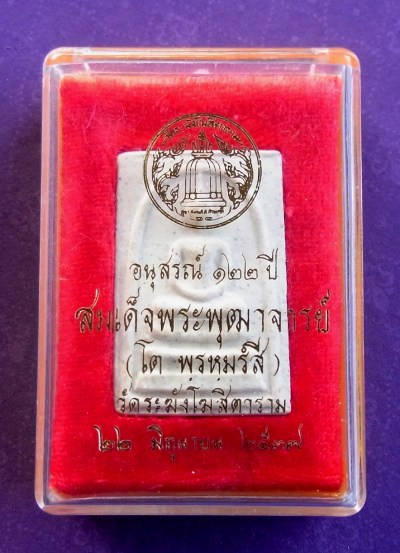 อนุสรณ์ ๑๒๒ ปี
สมเด็จพระพุฒาจารย์
(โต พรหฺมรํสี)
วัดระฆังโฆสิตาราม
๒๒ มิถุนายน ๒๕๓๗